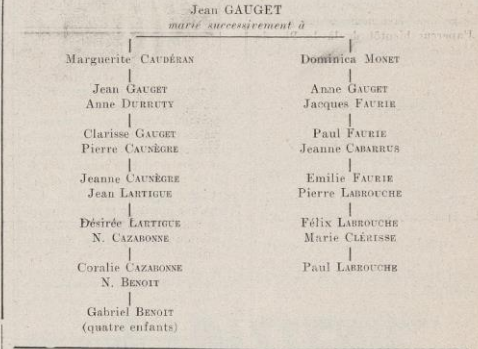 Jean GAUGET
marié successivement à
Marguerite CAUDÉRAN
Jean GAUGET
Anne DURRUTY
Clarisse GAUGET
Pierre CAUNÈGRE
Jeanne CAUNÈGRE
Jean LARTIGUE
Désirée LARTIGUE
N. CAZABONNE
Coralie CAZABONNE
N. BENOIT
Gabriel BENOIT
(quatre enfants)
Dominica MONET
Anne GAUGET
Jacques FAURIE
Paul FAURIE
Jeanne CABARRUS
Emilie FAURIE
Pierre LABROUCHE
Félix LABROUCHE
Marie CLÉRISSE
Paul LABROUCHE